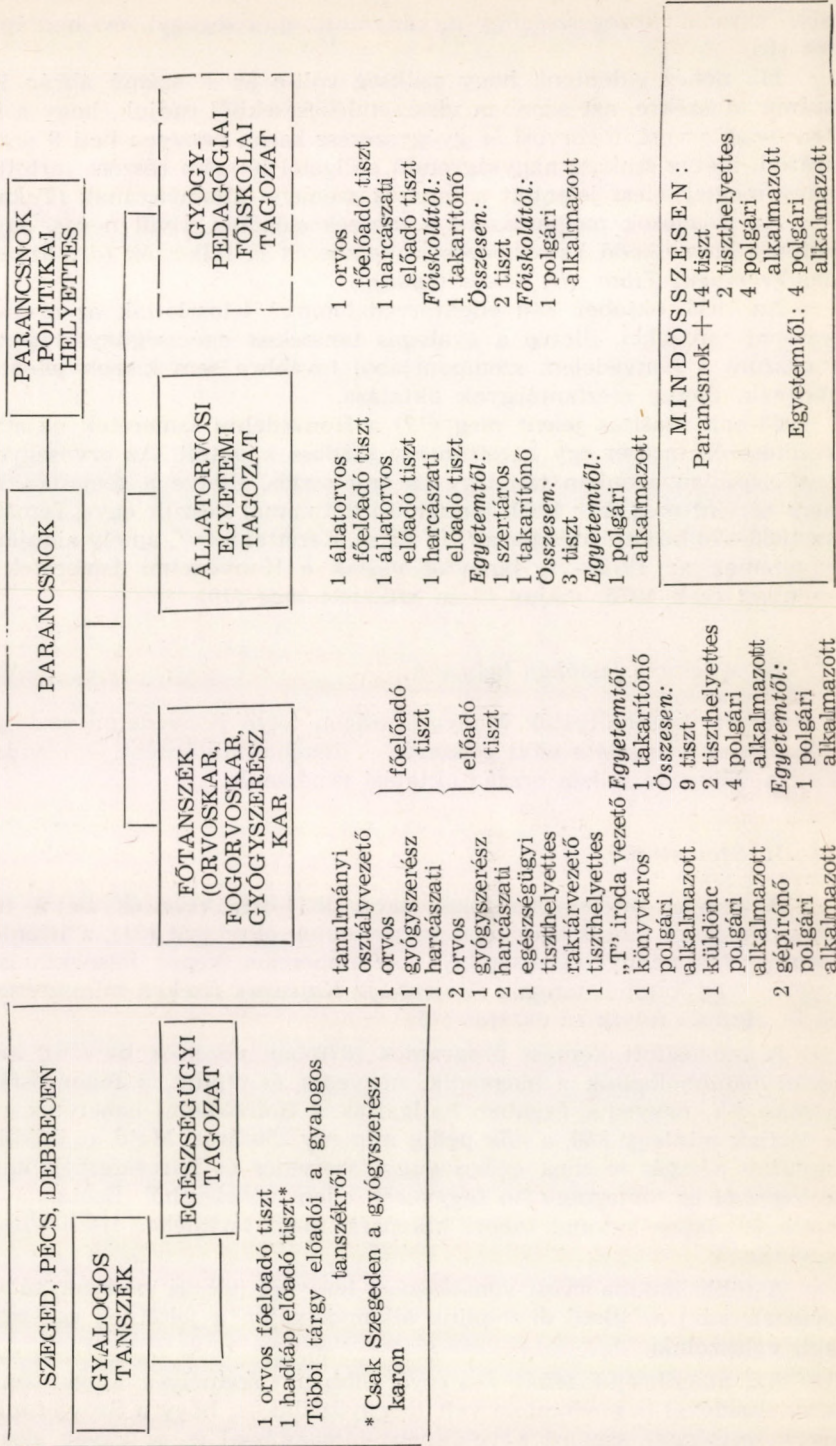 SZEGED, PÉCS, DEBRECEN
GYALOGOS
TANSZÉK
EGÉSZSÉGÜGYI
TAGOZAT
1 orvos főelőadó tiszt
1 hadtáp előadó tiszt*
Többi tárgy előadói a gyalogos
tanszékről
* Csak Szegeden a gyógyszerész
karon
PARANCSNOK
PARANCSNOK
POLITIKAI
HELYETTES
FŐTANSZÉK
(ORVOSKAR,
FOGORVOSKAR,
GYÓGYSZERÉSZ
KAR
1 tanulmányi
osztályvezető
1 orvos
1 gyógyszerész
1 harcászati
főelőadó
tiszt
2 orvos
1 gyógyszerész
2 harcászati
előadó
tiszt
1 egészségügyi
tiszthelyettes
raktárvezető
1 tiszthelyettes
„T” iroda vezető
1 könyvtáros
polgári
alkalmazott
1 küldönc
polgári
alkalmazott
2 gépírónő
polgári
alkalmazott
Egyetemtől
1 takarítónő
Összesen:
9 tiszt
2 tiszthelyettes
4 polgári
alkalmazott
Egyetemtől:
1 polgári
alkalmazott
ÁLLATORVOSI
EGYETEMI
TAGOZAT
1 állatorvos
főelőadó tiszt
1 állatorvos
előadó tiszt
1 harcászati
előadó tiszt
Egyetemtől:
1 szertáros
1 takarítónő
Összesen:
3 tiszt
Egyetemtől:
1 polgári
alkalmazott
GYÓGY-
PEDAGÓGIAI
FŐISKOLAI
TAGOZAT
1 orvos
főelőadó tiszt
1 harcászati
előadó tiszt
Főiskolától:
1 takarítónő
Összesen:
2 tiszt
Főiskolától:
1 polgári
alkalmazott
MINDÖSSZESEN:
Parancsnok + 14 tiszt
2 tiszthelyettes
4 polgári
alkalmazott
Egyetemtől: 4 polgári
alkalmazott